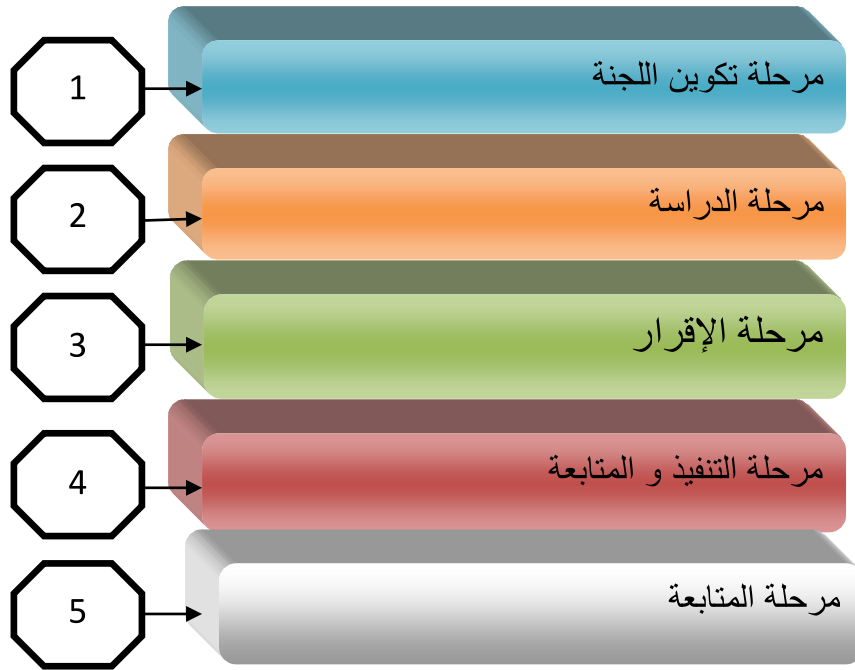 1
مرحلة تكوين اللجنة
2
مرحلة الدراسة
3
مرحلة الإقرار
4
مرحلة التنفيذ و المتابعة
5
مرحلة المتابعة